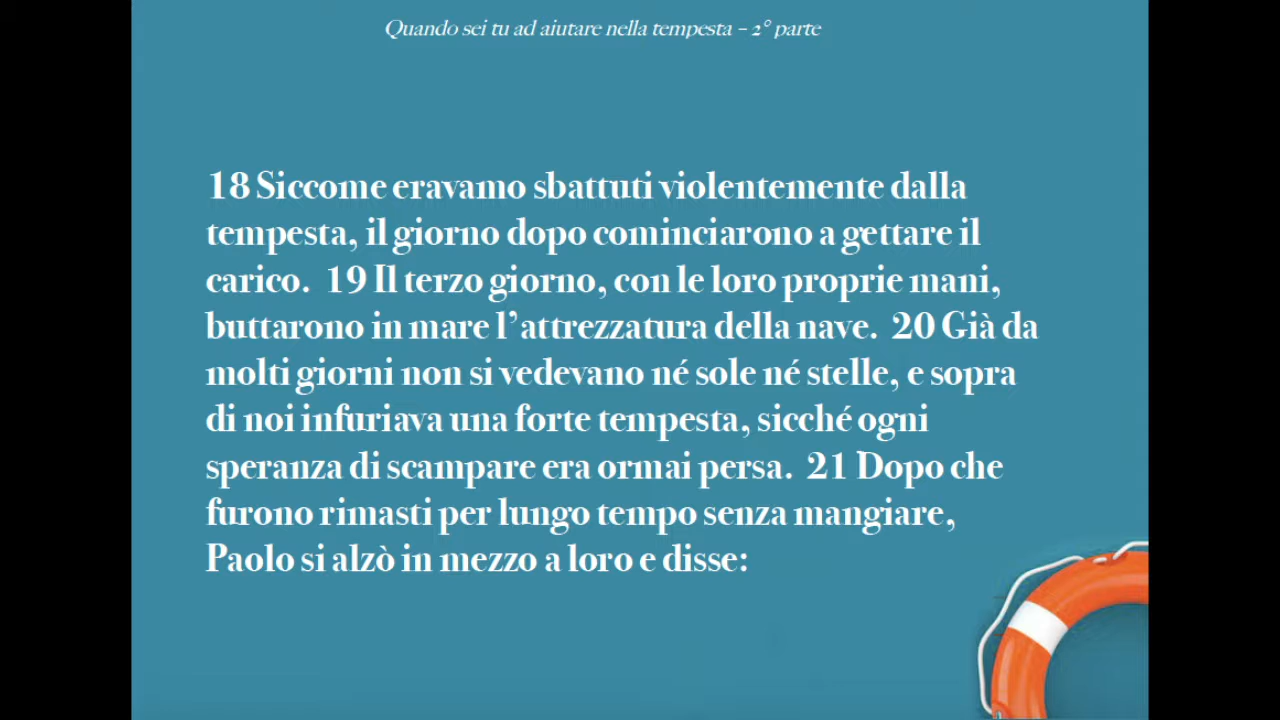 Quando sei tu ad aiutare nella tempesta – 2° parte
18 Siccome eravamo sbattuti violentemente dalla
tempesta, il giorno dopo cominciarono a gettare il
carico.  19 Il terzo giorno, con le loro proprie mani,
buttarono in mare l’attrezzatura della nave.  20 Già da
molti giorni non si vedevano né sole né stelle, e sopra
di noi infuriava una forte tempesta, sicché ogni
speranza di scampare era ormai persa.  21 Dopo che
furono rimasti per lungo tempo senza mangiare,
Paolo si alzò in mezzo a loro e disse: